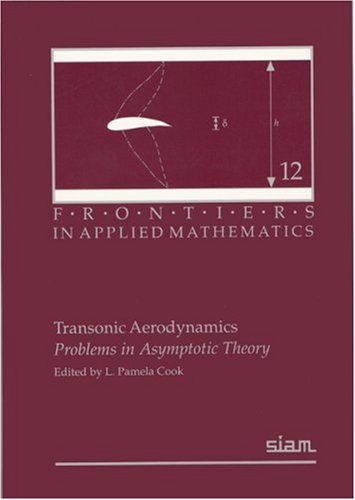 δ
h
12
F·R·O·N·T·I·E·R·S
IN APPLIED MATHEMATICS
Transonic Aerodynamics
Problems in Asymptotic Theory
Edited by L. Pamela Cook
siam